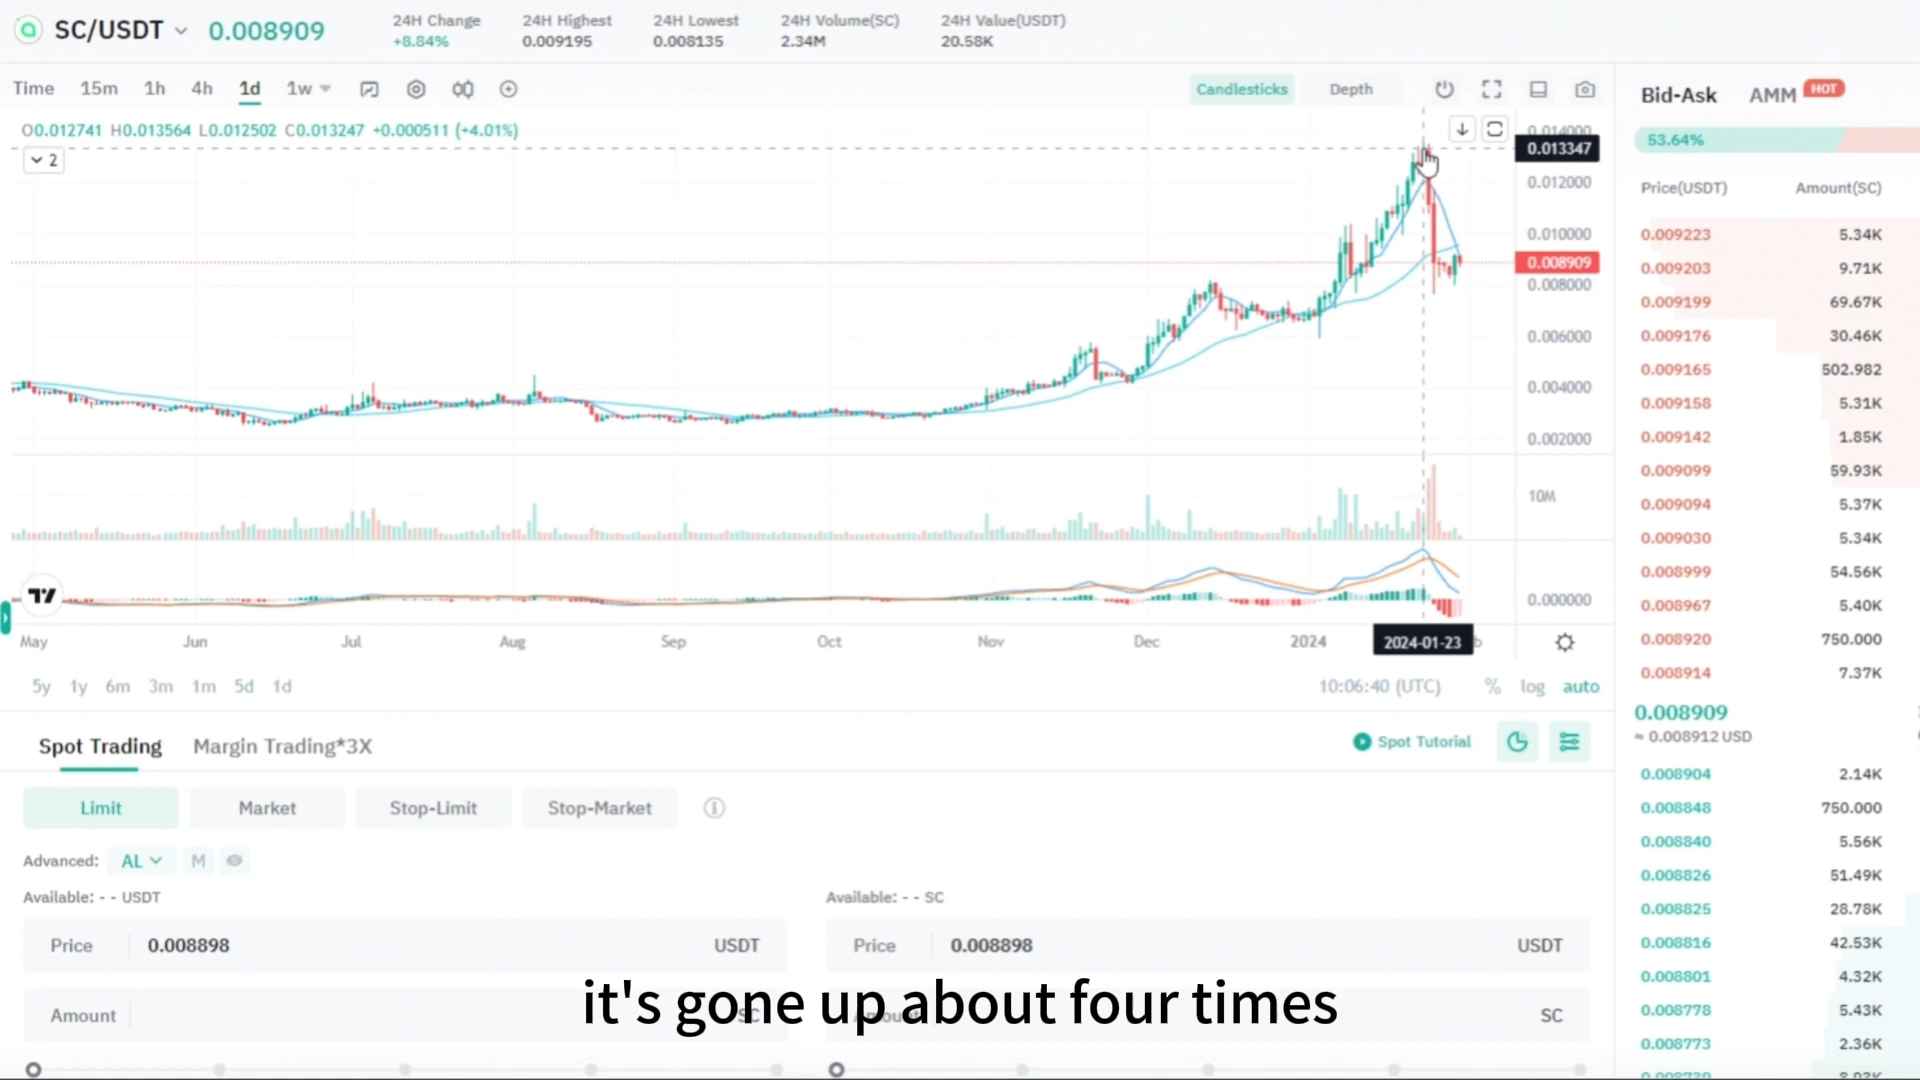 SC/USDT 0.008909
24H Change 24H Highest 24H Lowest 24H Volume(SC) 24H Value(USDT)
+8.84% 0.009195 0.008135 2.34M 20.58K
Time 15m 1h 4h 1d 1w
Candlesticks Depth
O0.012741 H0.013564 L0.012502 C0.013247 +0.000511 (+4.01%)
2
0.014000
0.013347
0.012000
0.010000
0.008909
0.008000
0.006000
0.004000
0.002000
10M
0.000000
May Jun Jul Aug Sep Oct Nov Dec 2024 2024-01-23
5y 1y 6m 3m 1m 5d 1d
10:06:40 (UTC) % log auto
Spot Trading Margin Trading*3X
Spot Tutorial
Limit Market Stop-Limit Stop-Market
Advanced: AL M
Available: - - USDT
Price 0.008898 USDT
Amount
Available: - - SC
Price 0.008898 USDT
Amount SC
it's gone up about four times
Bid-Ask AMM HOT
53.64%
Price(USDT) Amount(SC)
0.009223 5.34K
0.009203 9.71K
0.009199 69.67K
0.009176 30.46K
0.009165 502.982
0.009158 5.31K
0.009142 1.85K
0.009099 59.93K
0.009094 5.37K
0.009030 5.34K
0.008999 54.56K
0.008967 5.40K
0.008920 750.000
0.008914 7.37K
0.008909
≈ 0.008912 USD
0.008904 2.14K
0.008848 750.000
0.008840 5.56K
0.008826 51.49K
0.008825 28.78K
0.008816 42.53K
0.008801 4.32K
0.008778 5.43K
0.008773 2.36K